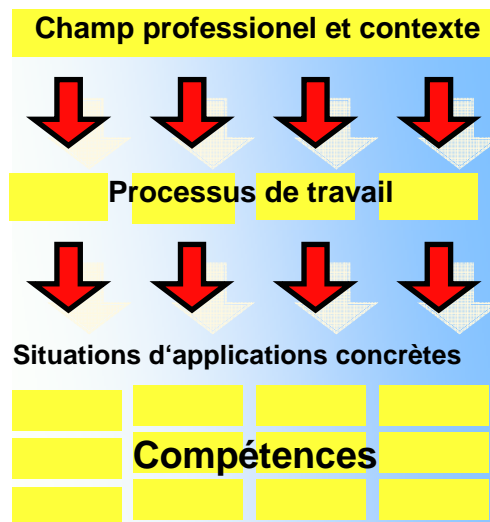 Champ professionel et contexte
Processus de travail
Situations d‘applications concrètes
Compétences